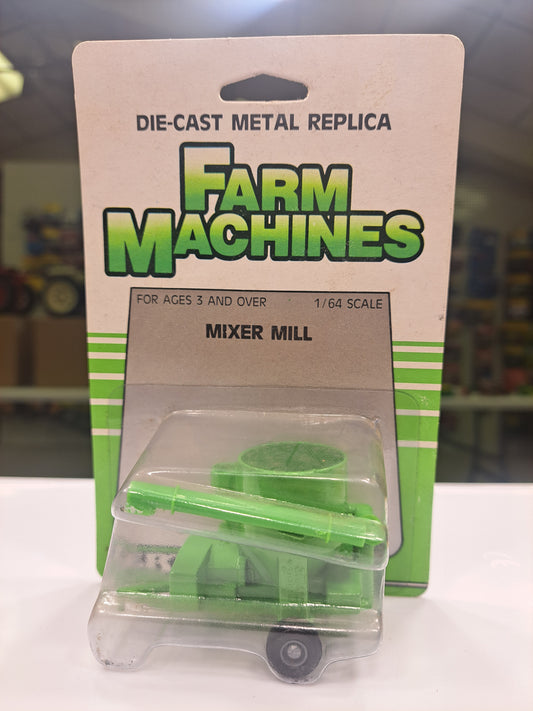 DIE-CAST METAL REPLICA
FARM
MACHINES
FOR AGES 3 AND OVER 1/64 SCALE
MIXER MILL